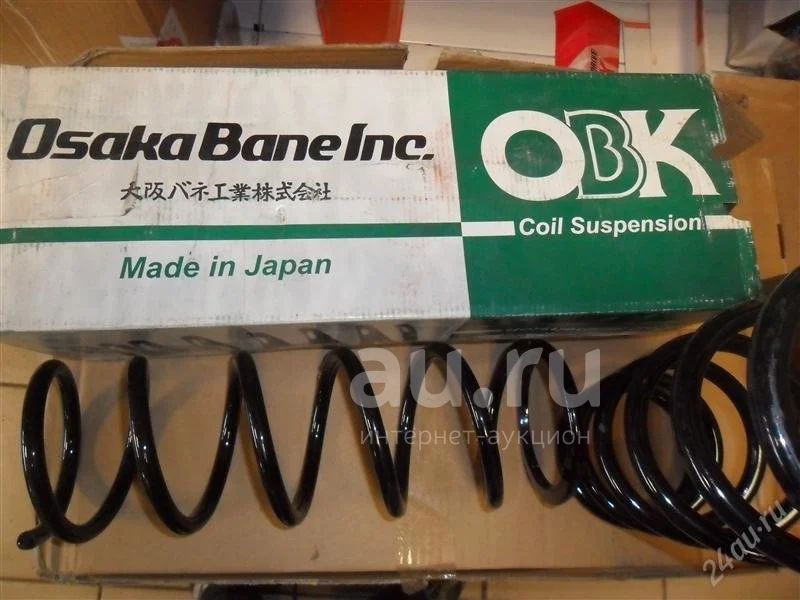 Osaka Bane Inc.
大阪バネ工業株式会社
Made in Japan
OBK
Coil Suspension
au.ru
интернет-аукцион
24au.ru